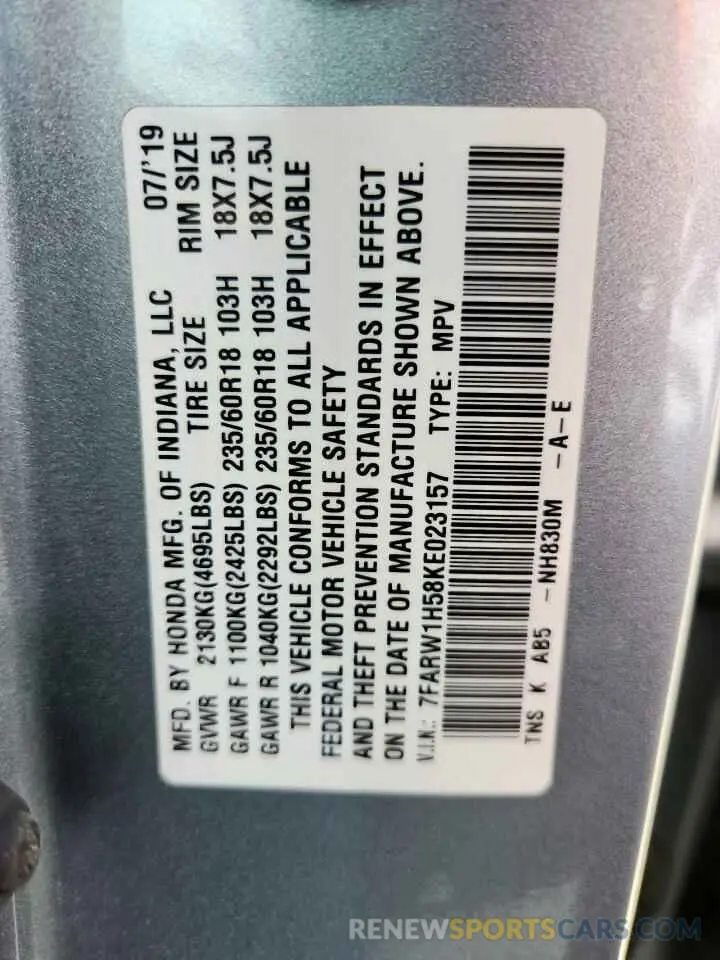 MFD. BY HONDA MFG. OF INDIANA, LLC 07/'19
GVWR 2130KG(4695LBS) TIRE SIZE RIM SIZE
GAWR F 1100KG(2425LBS) 235/60R18 103H 18X7.5J
GAWR R 1040KG(2292LBS) 235/60R18 103H 18X7.5J
THIS VEHICLE CONFORMS TO ALL APPLICABLE
FEDERAL MOTOR VEHICLE SAFETY
AND THEFT PREVENTION STANDARDS IN EFFECT
ON THE DATE OF MANUFACTURE SHOWN ABOVE.
V.I.N.: 7FARW1H58KE023157 TYPE: MPV
TNS K AB5 -NH830M -A-E
RENEWSPORTSCARS.COM